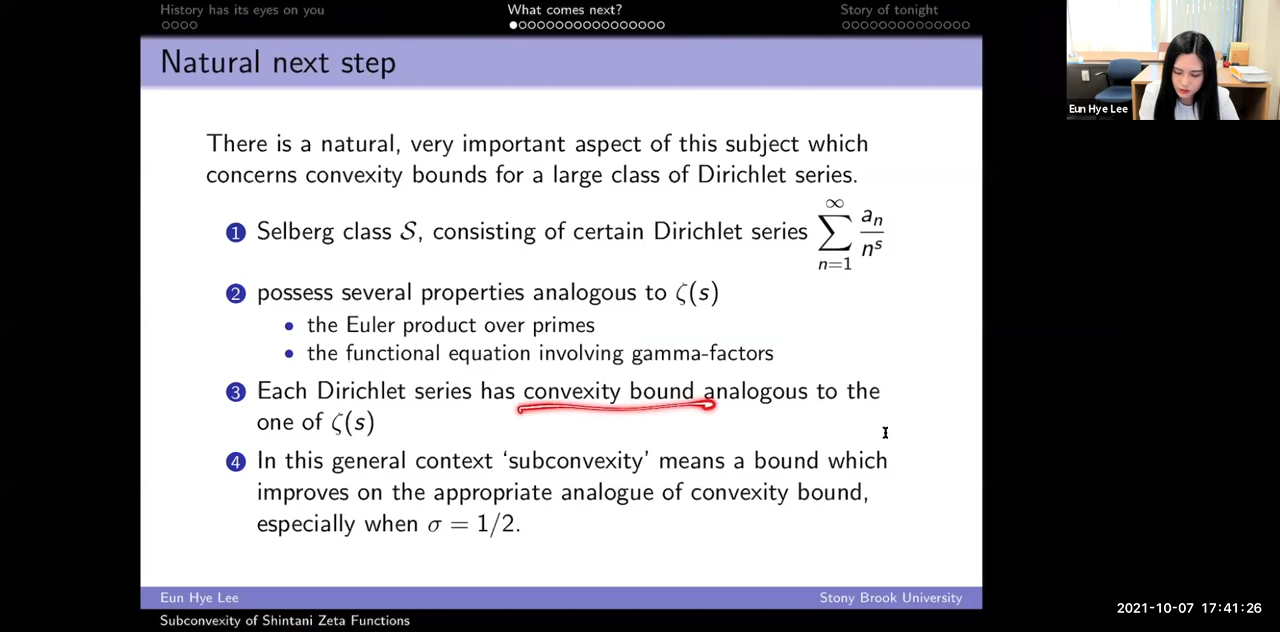 History has its eyes on you
What comes next?
Story of tonight
Natural next step
Eun Hye Lee
There is a natural, very important aspect of this subject which
concerns convexity bounds for a large class of Dirichlet series.
1 Selberg class 𝒮, consisting of certain Dirichlet series ∑_{n=1}^{∞} a_n/n^s
2 possess several properties analogous to ζ(s)
• the Euler product over primes
• the functional equation involving gamma-factors
3 Each Dirichlet series has convexity bound analogous to the
one of ζ(s)
4 In this general context ‘subconvexity’ means a bound which
improves on the appropriate analogue of convexity bound,
especially when σ = 1/2.
Eun Hye Lee
Stony Brook University
Subconvexity of Shintani Zeta Functions
2021-10-07 17:41:26